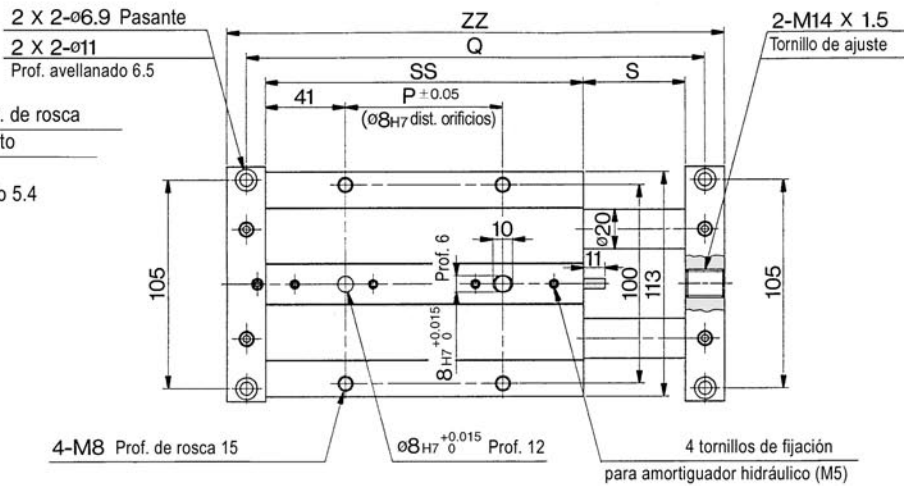 2 X 2-ø6.9 Pasante
2 X 2-ø11
Prof. avellanado 6.5
. de rosca
to
o 5.4
ZZ
Q
SS
S
41
P ±0.05
(ø8H7 dist. orificios)
2-M14 X 1.5
Tornillo de ajuste
105
10
Prof. 6
8H7 +0.015 0
ø20
11
100
113
105
4-M8 Prof. de rosca 15
ø8H7 +0.015 0 Prof. 12
4 tornillos de fijación
para amortiguador hidráulico (M5)